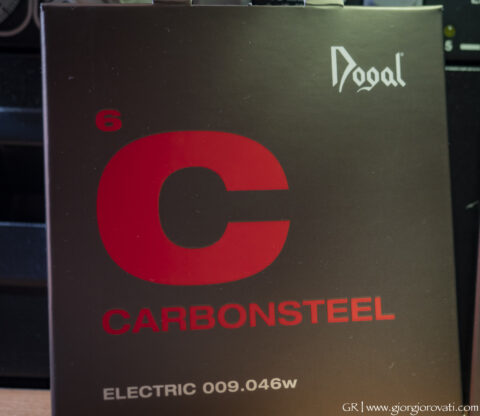 Dogal
6
C
CARBONSTEEL
ELECTRIC 009.046w
GR | www.giorgiorovati.com